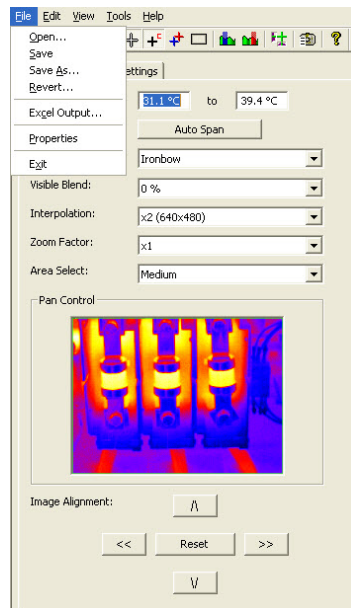 File Edit View Tools Help
Open...
Save
Save As...
Revert...
Excel Output...
Properties
Exit
31.1 °C to 39.4 °C
Auto Span
Ironbow
Visible Blend: 0 %
Interpolation: x2 (640x480)
Zoom Factor: x1
Area Select: Medium
Pan Control
Image Alignment: /\
<< Reset >>
\/